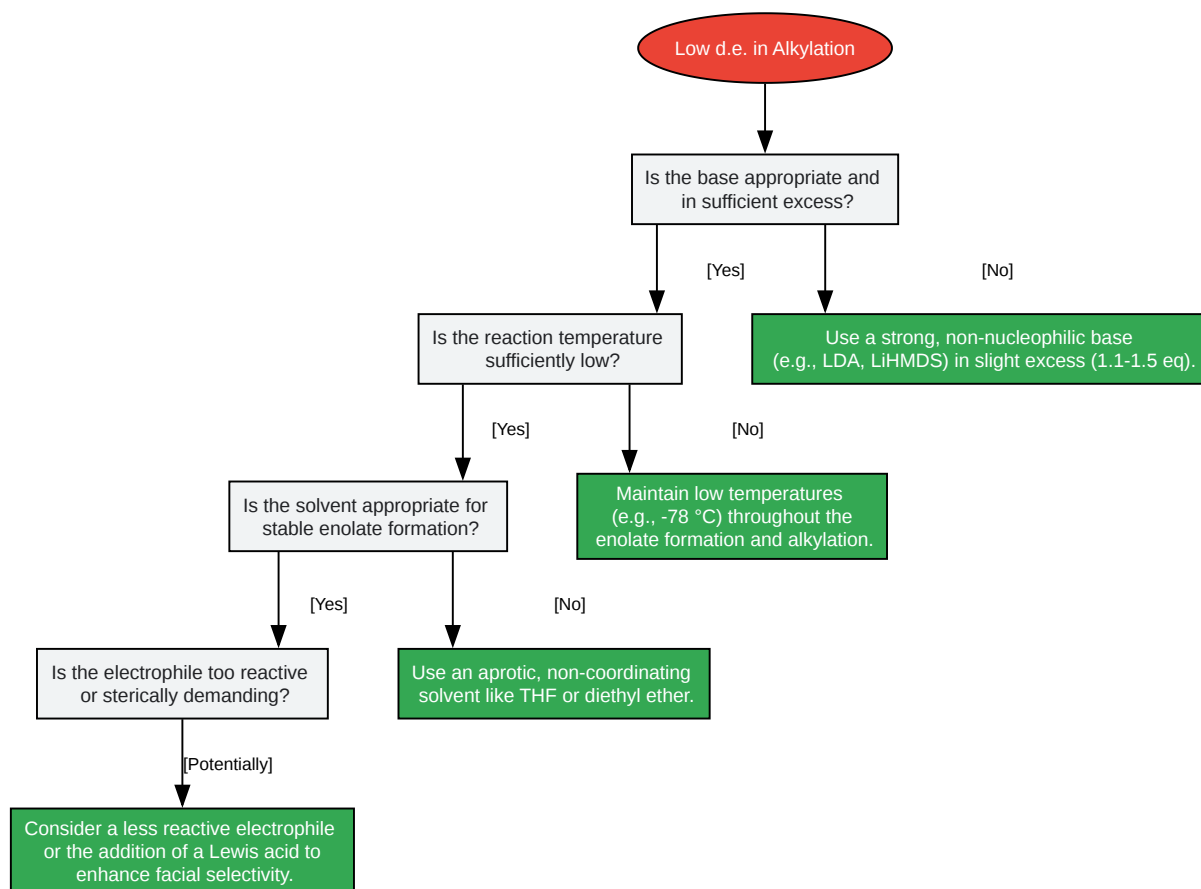 Low d.e. in Alkylation
Is the base appropriate and
in sufficient excess?
[Yes]
[No]
Is the reaction temperature
sufficiently low?
Use a strong, non-nucleophilic base
(e.g., LDA, LiHMDS) in slight excess (1.1-1.5 eq).
[Yes]
[No]
Is the solvent appropriate for
stable enolate formation?
Maintain low temperatures
(e.g., -78 °C) throughout the
enolate formation and alkylation.
[Yes]
[No]
Is the electrophile too reactive
or sterically demanding?
Use an aprotic, non-coordinating
solvent like THF or diethyl ether.
[Potentially]
Consider a less reactive electrophile
or the addition of a Lewis acid to
enhance facial selectivity.